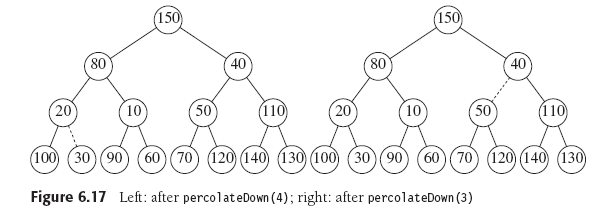 150 150
80 40 80 40
20 10 50 110 20 10 50 110
100 30 90 60 70 120 140 130 100 30 90 60 70 120 140 130
Figure 6.17 Left: after percolateDown(4); right: after percolateDown(3)